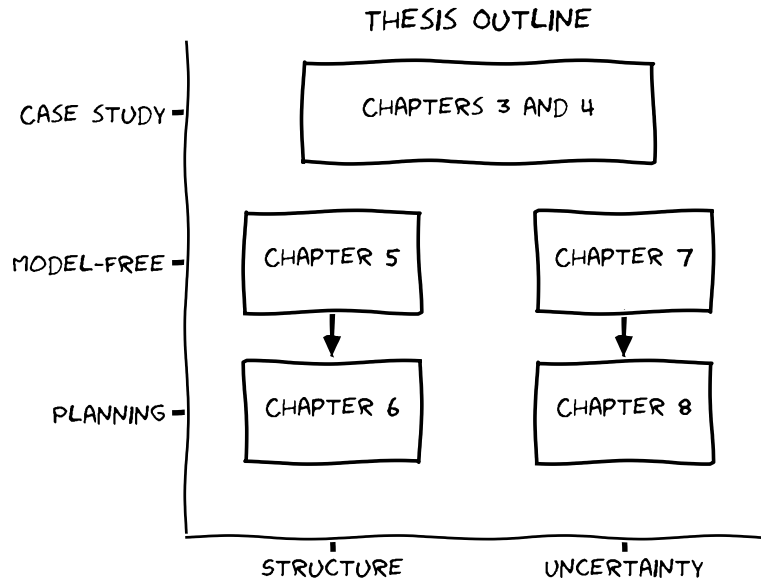 THESIS OUTLINE
CASE STUDY
CHAPTERS 3 AND 4
MODEL-FREE
CHAPTER 5
CHAPTER 7
PLANNING
CHAPTER 6
CHAPTER 8
STRUCTURE
UNCERTAINTY